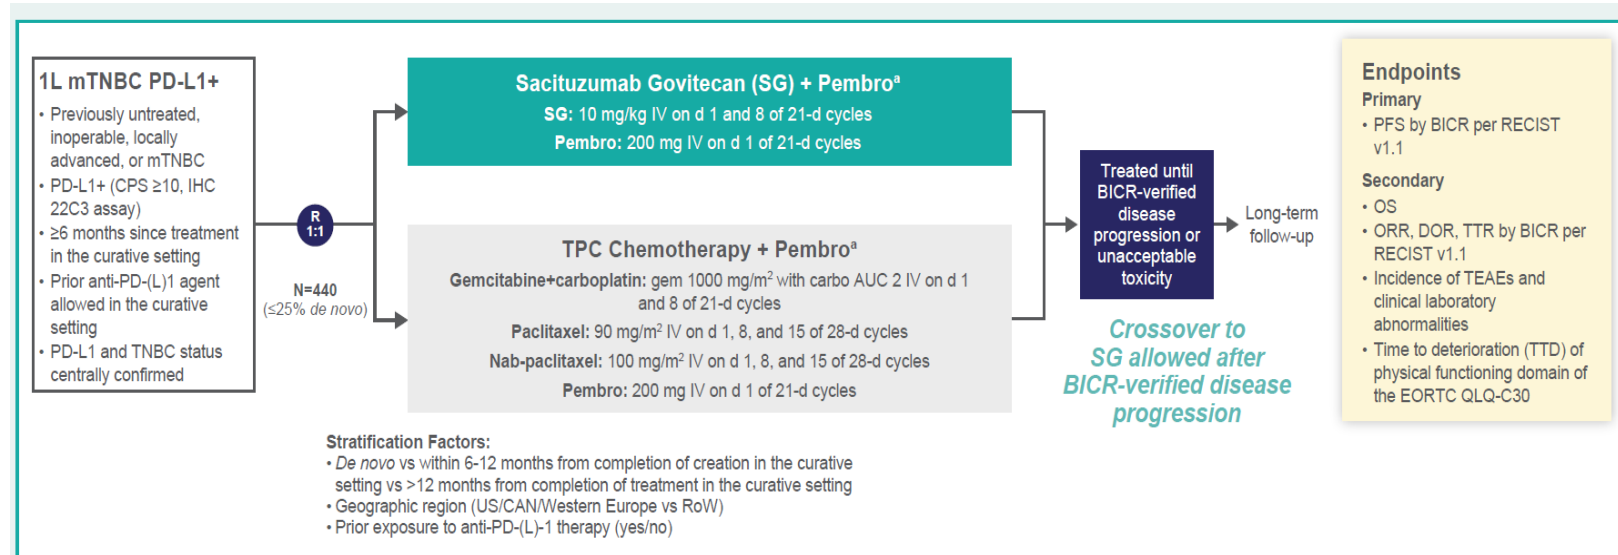 1L mTNBC PD-L1+
• Previously untreated,
inoperable, locally
advanced, or mTNBC
• PD-L1+ (CPS ≥10, IHC
22C3 assay)
• ≥6 months since treatment
in the curative setting
• Prior anti-PD-(L)1 agent
allowed in the curative
setting
• PD-L1 and TNBC status
centrally confirmed
R
1:1
N=440
(≤25% de novo)
Sacituzumab Govitecan (SG) + Pembroᵃ
SG: 10 mg/kg IV on d 1 and 8 of 21-d cycles
Pembro: 200 mg IV on d 1 of 21-d cycles
TPC Chemotherapy + Pembroᵃ
Gemcitabine+carboplatin: gem 1000 mg/m² with carbo AUC 2 IV on d 1
and 8 of 21-d cycles
Paclitaxel: 90 mg/m² IV on d 1, 8, and 15 of 28-d cycles
Nab-paclitaxel: 100 mg/m² IV on d 1, 8, and 15 of 28-d cycles
Pembro: 200 mg IV on d 1 of 21-d cycles
Stratification Factors:
• De novo vs within 6-12 months from completion of creation in the curative
setting vs >12 months from completion of treatment in the curative setting
• Geographic region (US/CAN/Western Europe vs RoW)
• Prior exposure to anti-PD-(L)-1 therapy (yes/no)
Treated until
BICR-verified
disease
progression or
unacceptable
toxicity
Crossover to
SG allowed after
BICR-verified disease
progression
Long-term
follow-up
Endpoints
Primary
• PFS by BICR per RECIST
v1.1
Secondary
• OS
• ORR, DOR, TTR by BICR per
RECIST v1.1
• Incidence of TEAEs and
clinical laboratory
abnormalities
• Time to deterioration (TTD) of
physical functioning domain of
the EORTC QLQ-C30